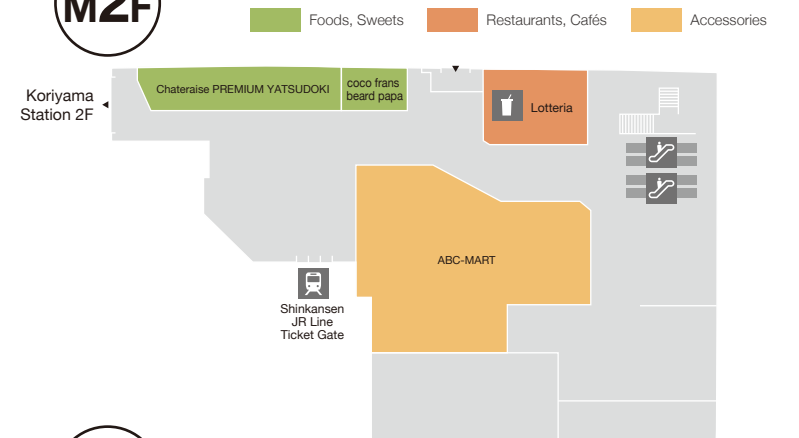 M2F
Foods, Sweets
Restaurants, Cafés
Accessories
Koriyama
Station 2F
Chateraise PREMIUM YATSUDOKI
coco frans
beard papa
Lotteria
ABC-MART
Shinkansen
JR Line
Ticket Gate